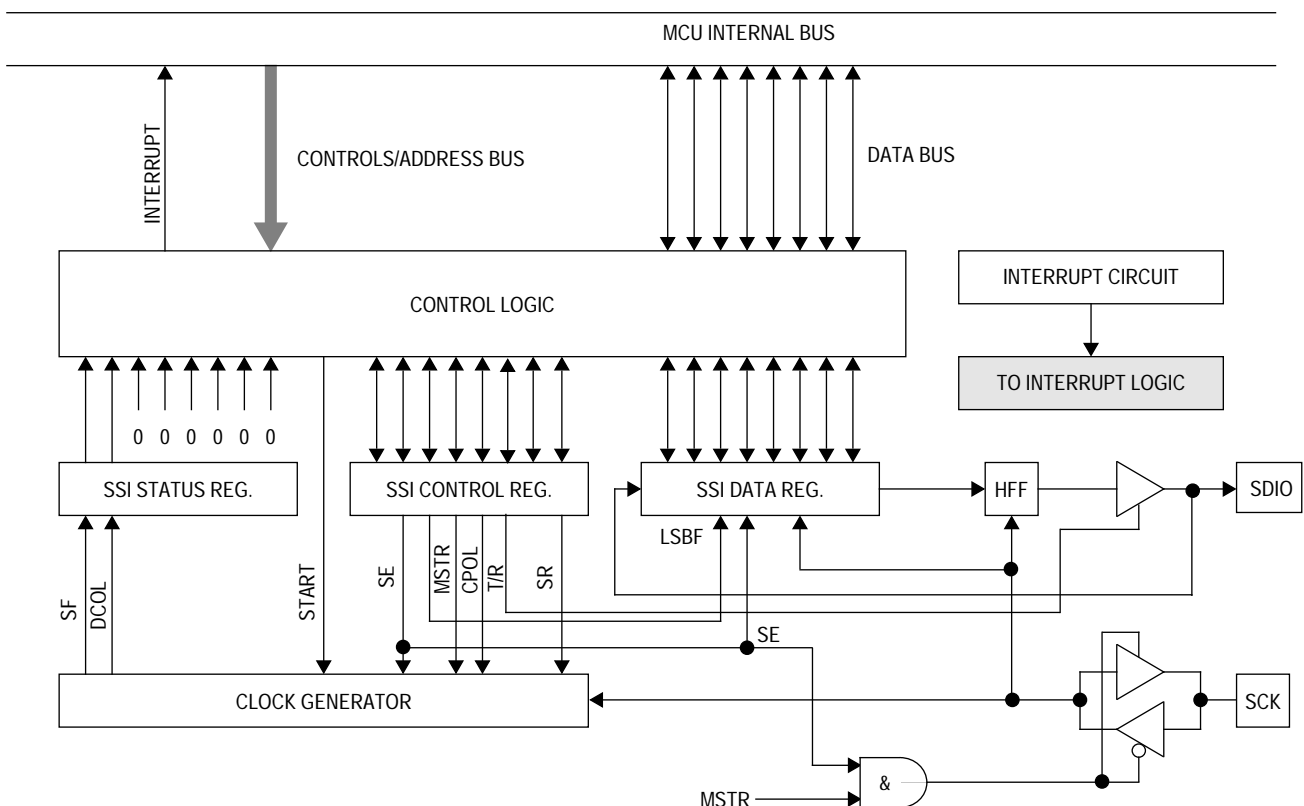 MCU INTERNAL BUS
INTERRUPT
CONTROLS/ADDRESS BUS
DATA BUS
CONTROL LOGIC
INTERRUPT CIRCUIT
TO INTERRUPT LOGIC
0 0 0 0 0 0
SSI STATUS REG.
SSI CONTROL REG.
SSI DATA REG.
HFF
SDIO
LSBF
SF
DCOL
START
SE
MSTR
CPOL
T/R
SR
SE
CLOCK GENERATOR
SCK
&
MSTR